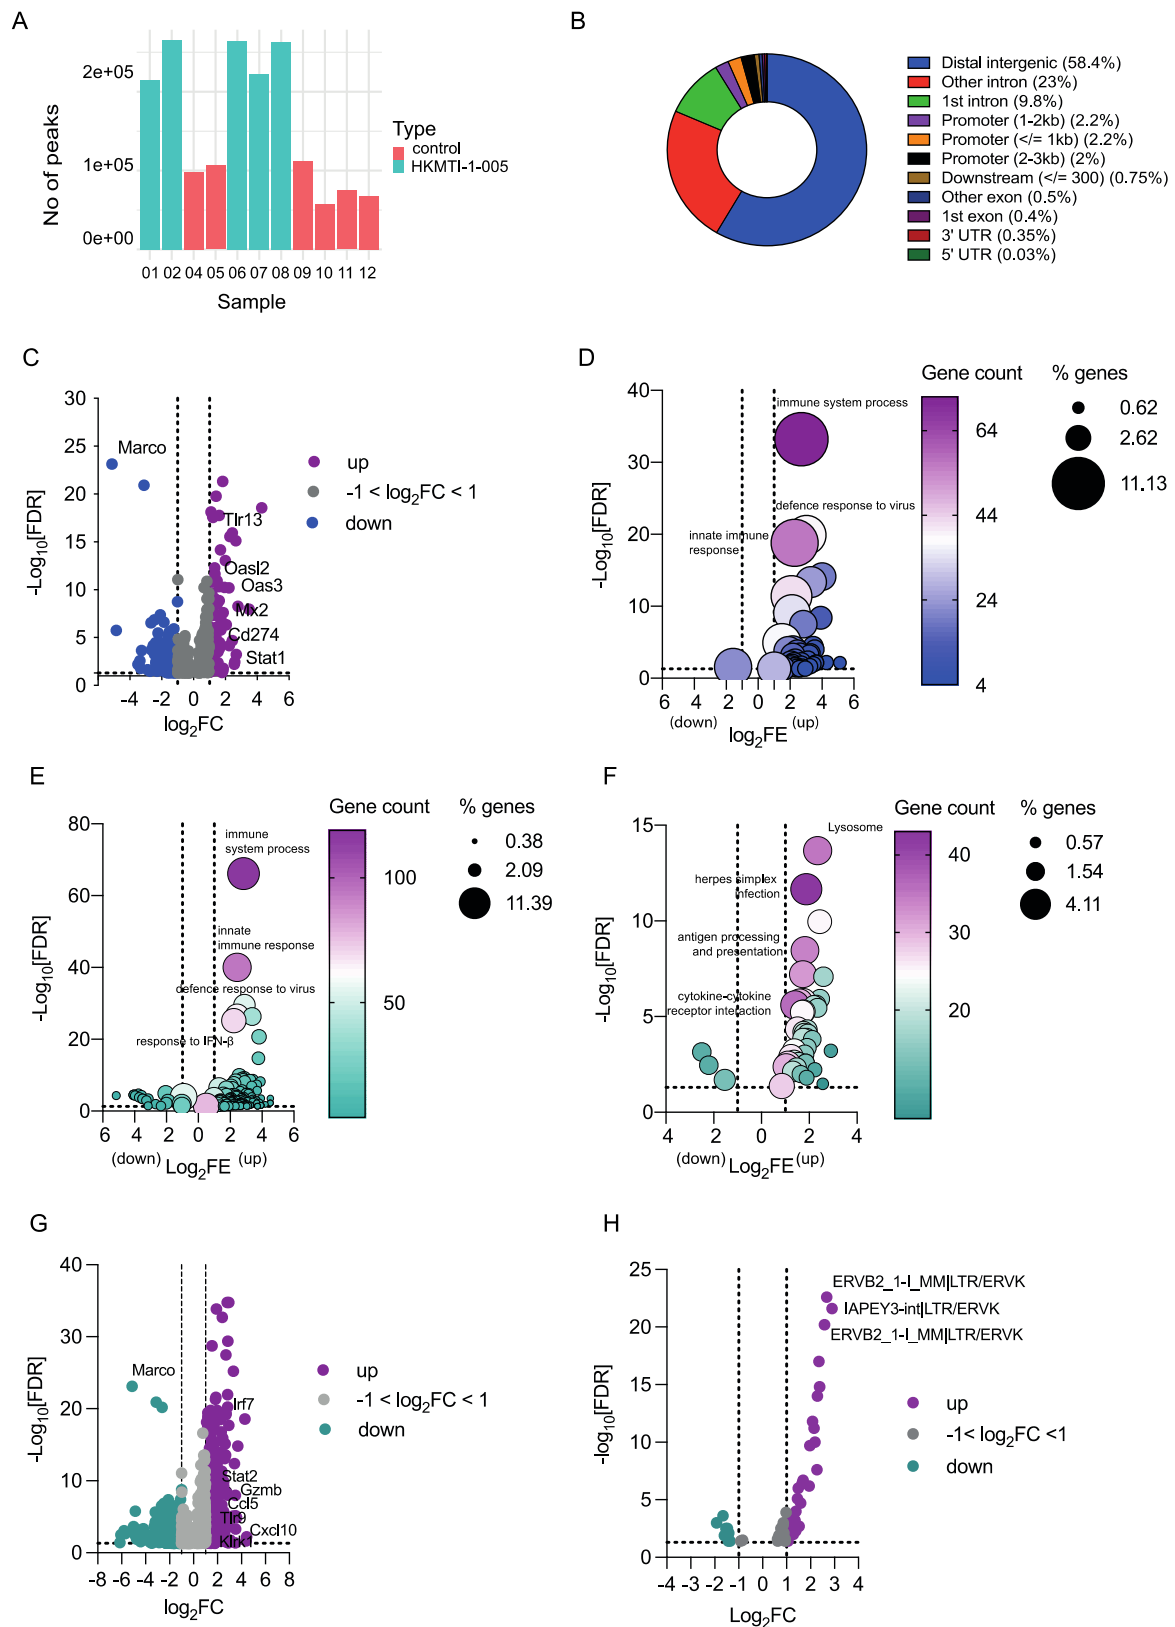 A
No of peaks
2e+05
1e+05
0e+00
01 02 04 05 06 07 08 09 10 11 12
Sample
Type
control
HKMTI-1-005
B
Distal intergenic (58.4%)
Other intron (23%)
1st intron (9.8%)
Promoter (1-2kb) (2.2%)
Promoter (</= 1kb) (2.2%)
Promoter (2-3kb) (2%)
Downstream (</= 300) (0.75%)
Other exon (0.5%)
1st exon (0.4%)
3' UTR (0.35%)
5' UTR (0.03%)
C
-Log10[FDR]
30
25
20
15
10
5
0
Marco
Tlr13
Oasl2
Oas3
Mx2
Cd274
Stat1
-4 -2 0 2 4 6
log2FC
up
-1 < log2FC < 1
down
D
-Log10[FDR]
40
30
20
10
0
immune system process
defence response to virus
innate immune
response
6 4 2 0 2 4 6
(down) log2FE (up)
Gene count
64
44
24
4
% genes
0.62
2.62
11.13
E
-Log10[FDR]
80
60
40
20
0
immune
system process
innate
immune response
defence response to virus
response to IFN-β
6 4 2 0 2 4 6
(down) Log2FE (up)
Gene count
100
50
% genes
0.38
2.09
11.39
F
-Log10[FDR]
15
10
5
0
Lysosome
herpes simplex
infection
antigen processing
and presentation
cytokine-cytokine
receptor interaction
4 2 0 2 4
(down) Log2FE (up)
Gene count
40
30
20
% genes
0.57
1.54
4.11
G
-Log10[FDR]
40
30
20
10
0
Marco
Irf7
Stat2
Gzmb
Ccl5
Tlr9
Cxcl10
Klrk1
-8 -6 -4 -2 0 2 4 6 8
log2FC
up
-1 < log2FC < 1
down
H
-log10[FDR]
25
20
15
10
5
0
ERVB2_1-I_MM|LTR/ERVK
IAPEY3-int|LTR/ERVK
ERVB2_1-I_MM|LTR/ERVK
-4 -3 -2 -1 0 1 2 3 4
Log2FC
up
-1< log2FC <1
down